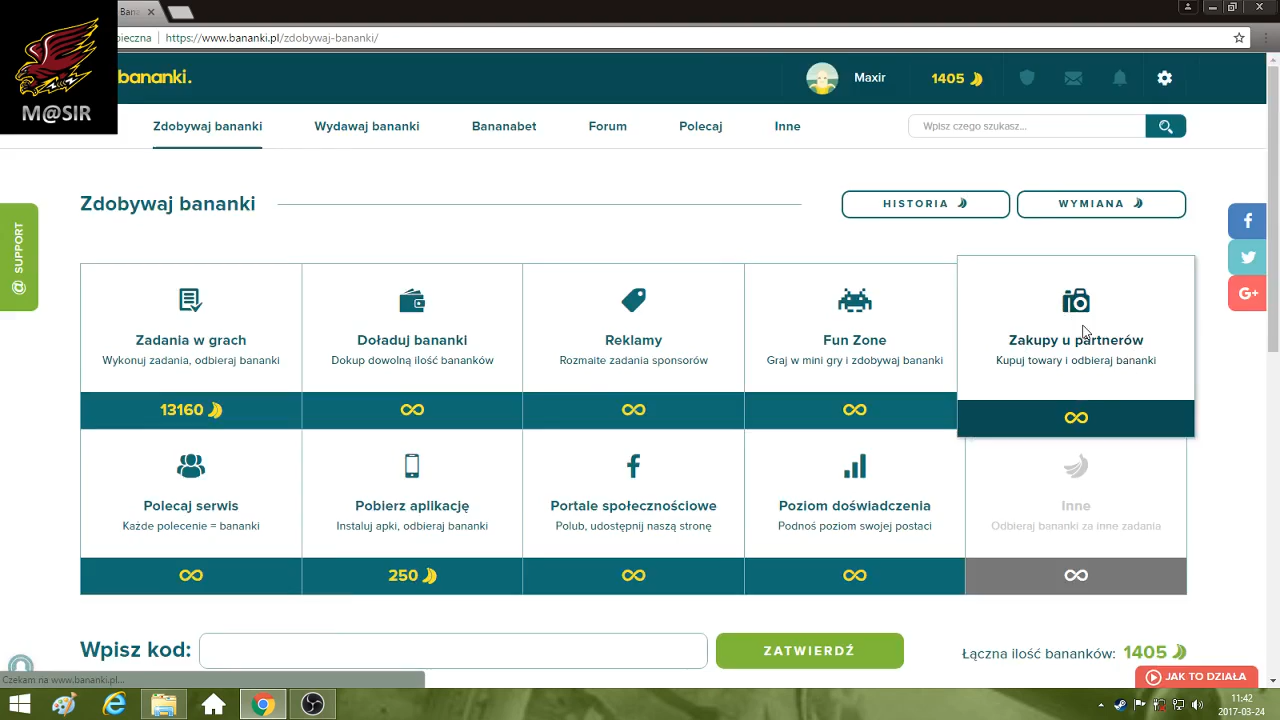 Bana
pieczna
https://www.bananki.pl/zdobywaj-bananki/
M@SIR
bananki.
Maxir
1405
Zdobywaj bananki
Wydawaj bananki
Bananabet
Forum
Polecaj
Inne
Wpisz czego szukasz...
Zdobywaj bananki
HISTORIA
WYMIANA
@ SUPPORT
f
G+
Zadania w grach
Doładuj bananki
Reklamy
Fun Zone
Zakupy u partnerów
Wykonuj zadania, odbieraj bananki
Dokup dowolną ilość bananków
Rozmaite zadania sponsorów
Graj w mini gry i zdobywaj bananki
Kupuj towary i odbieraj bananki
13160
∞
∞
∞
∞
Polecaj serwis
Pobierz aplikację
Portale społecznościowe
Poziom doświadczenia
Inne
Każde polecenie = bananki
Instaluj apki, odbieraj bananki
Polub, udostępnij naszą stronę
Podnoś poziom swojej postaci
Odbieraj bananki za inne zadania
∞
250
∞
∞
∞
Wpisz kod:
ZATWIERDŹ
Łączna ilość bananków: 1405
JAK TO DZIAŁA
Czekam na www.bananki.pl...
11:42
2017-03-24